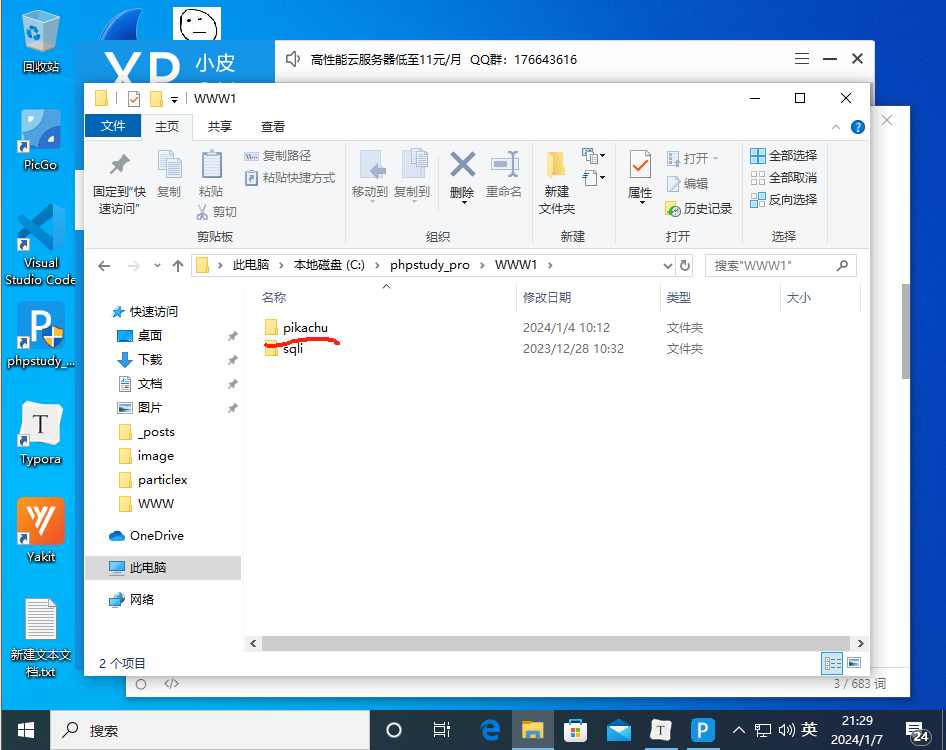 回收站
PicGo
Visual
Studio Code
phpstudy_...
Typora
Yakit
新建文本文
档.txt
XP 小皮
高性能云服务器低至11元/月 QQ群：176643616
WWW1
文件 主页 共享 查看
固定到"快
速访问"
复制
粘贴
复制路径
粘贴快捷方式
剪切
剪贴板
移动到 复制到 删除 重命名
组织
新建
文件夹
新建
属性
打开
编辑
历史记录
打开
全部选择
全部取消
反向选择
选择
此电脑 > 本地磁盘 (C:) > phpstudy_pro > WWW1 >
搜索"WWW1"
名称 修改日期 类型 大小
pikachu 2024/1/4 10:12 文件夹
sqli 2023/12/28 10:32 文件夹
快速访问
桌面
下载
文档
图片
_posts
image
particlex
WWW
OneDrive
此电脑
网络
2 个项目
3 / 683 词
搜索
英
21:29
2024/1/7
24